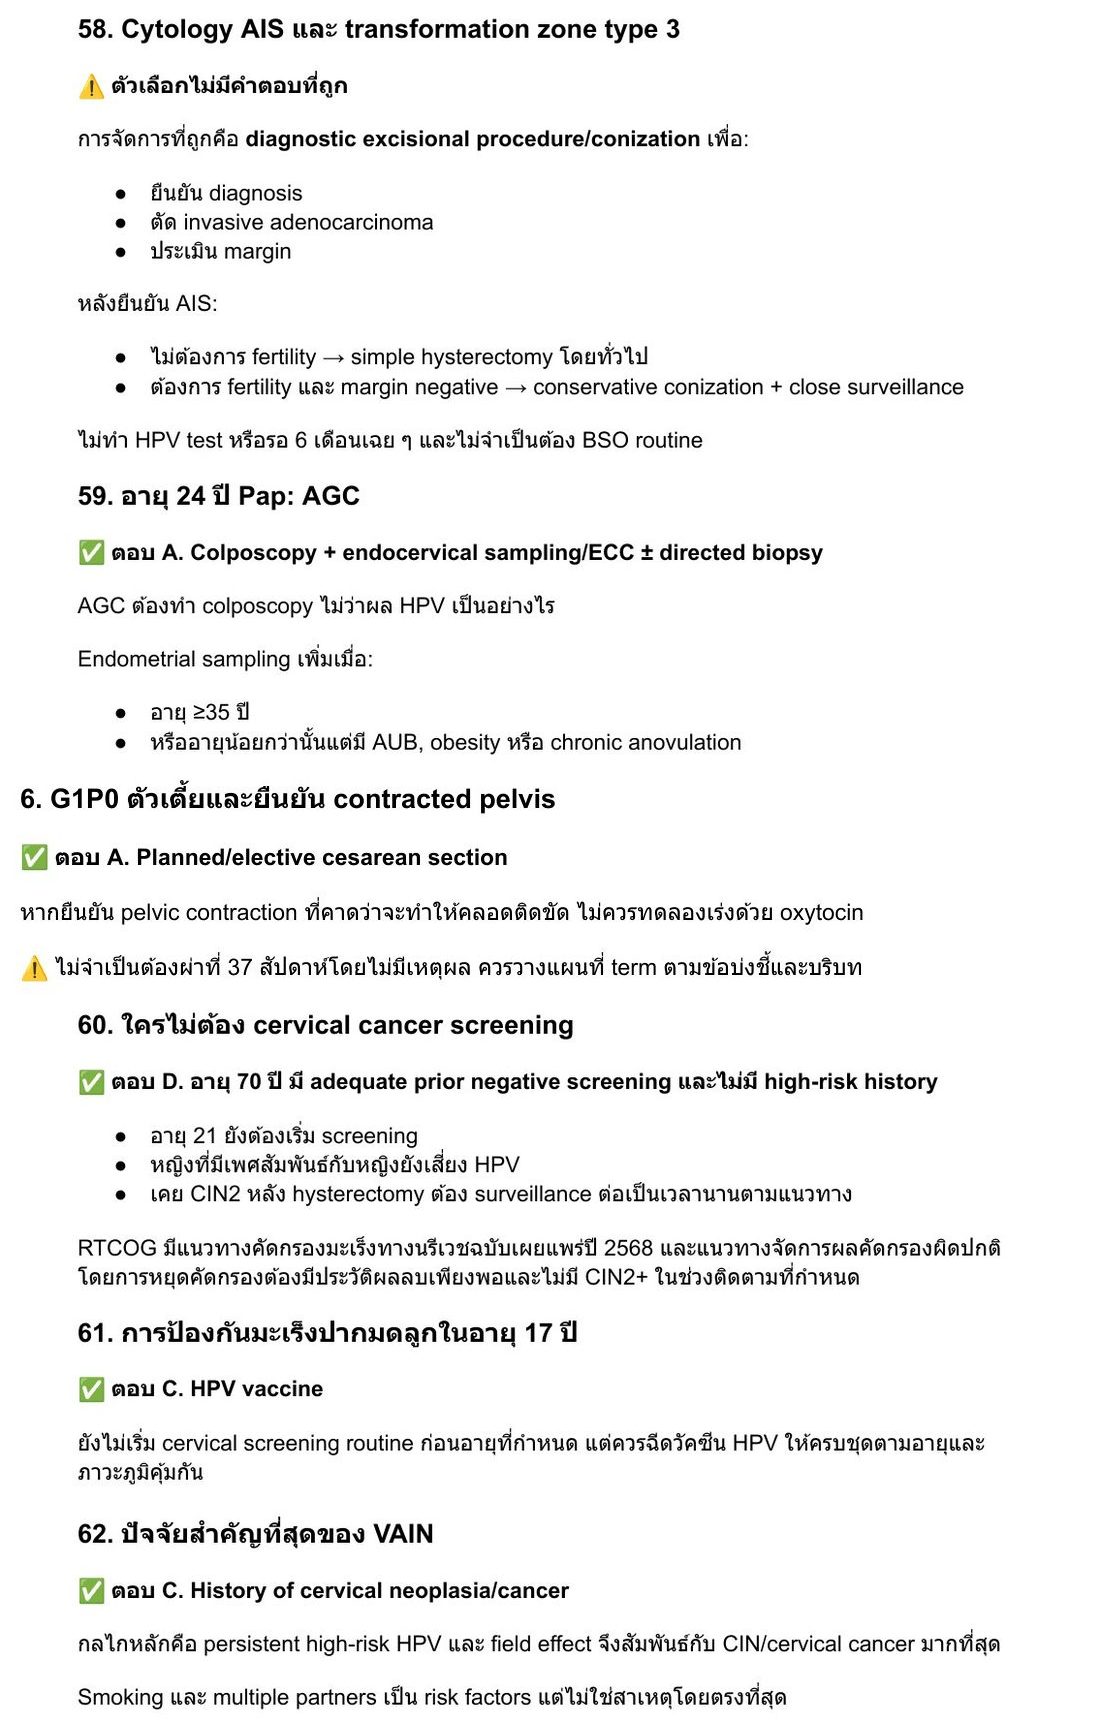 58. Cytology AIS และ transformation zone type 3
⚠️ ตัวเลือกไม่มีคำตอบที่ถูก
การจัดการที่ถูกคือ diagnostic excisional procedure/conization เพื่อ:
● ยืนยัน diagnosis
● ตัด invasive adenocarcinoma
● ประเมิน margin
หลังยืนยัน AIS:
● ไม่ต้องการ fertility → simple hysterectomy โดยทั่วไป
● ต้องการ fertility และ margin negative → conservative conization + close surveillance
ไม่ทำ HPV test หรือรอ 6 เดือนเฉย ๆ และไม่จำเป็นต้อง BSO routine
59. อายุ 24 ปี Pap: AGC
✅ ตอบ A. Colposcopy + endocervical sampling/ECC ± directed biopsy
AGC ต้องทำ colposcopy ไม่ว่าผล HPV เป็นอย่างไร
Endometrial sampling เพิ่มเมื่อ:
● อายุ ≥35 ปี
● หรืออายุน้อยกว่านั้นแต่มี AUB, obesity หรือ chronic anovulation
6. G1P0 ตัวเตี้ยและยืนยัน contracted pelvis
✅ ตอบ A. Planned/elective cesarean section
หากยืนยัน pelvic contraction ที่คาดว่าจะทำให้คลอดติดขัด ไม่ควรทดลองเร่งด้วย oxytocin
⚠️ ไม่จำเป็นต้องผ่าที่ 37 สัปดาห์โดยไม่มีเหตุผล ควรวางแผนที่ term ตามข้อบ่งชี้และบริบท
60. ใครไม่ต้อง cervical cancer screening
✅ ตอบ D. อายุ 70 ปี มี adequate prior negative screening และไม่มี high-risk history
● อายุ 21 ยังต้องเริ่ม screening
● หญิงที่มีเพศสัมพันธ์กับหญิงยังเสี่ยง HPV
● เคย CIN2 หลัง hysterectomy ต้อง surveillance ต่อเป็นเวลานานตามแนวทาง
RTCOG มีแนวทางคัดกรองมะเร็งทางนรีเวชฉบับเผยแพร่ปี 2568 และแนวทางจัดการผลคัดกรองผิดปกติ
โดยการหยุดคัดกรองต้องมีประวัติผลลบเพียงพอและไม่มี CIN2+ ในช่วงติดตามที่กำหนด
61. การป้องกันมะเร็งปากมดลูกในอายุ 17 ปี
✅ ตอบ C. HPV vaccine
ยังไม่เริ่ม cervical screening routine ก่อนอายุที่กำหนด แต่ควรฉีดวัคซีน HPV ให้ครบชุดตามอายุและ
ภาวะภูมิคุ้มกัน
62. ปัจจัยสำคัญที่สุดของ VAIN
✅ ตอบ C. History of cervical neoplasia/cancer
กลไกหลักคือ persistent high-risk HPV และ field effect จึงสัมพันธ์กับ CIN/cervical cancer มากที่สุด
Smoking และ multiple partners เป็น risk factors แต่ไม่ใช่สาเหตุโดยตรงที่สุด